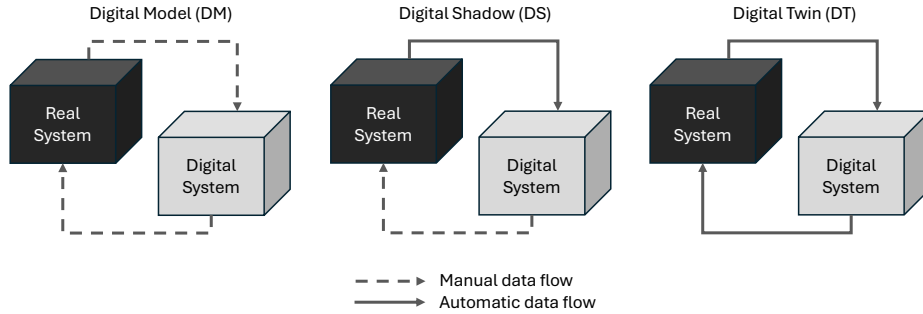 Digital Model (DM)
Digital Shadow (DS)
Digital Twin (DT)
Real
System
Digital
System
Real
System
Digital
System
Real
System
Digital
System
Manual data flow
Automatic data flow